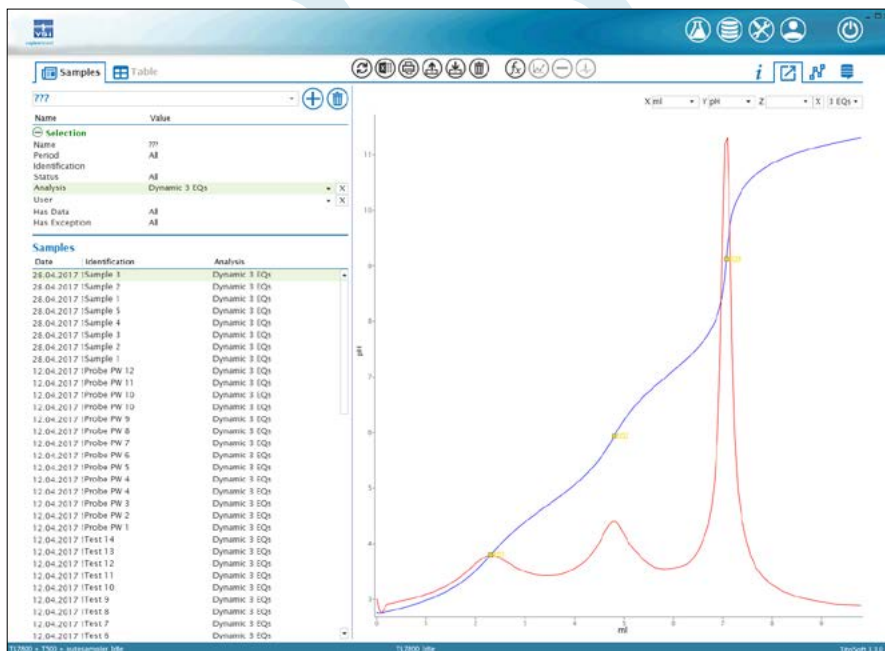 Samples Table
i
???
X ml Y pH Z X 3 EQs
Name Value
Selection
Name ???
Period All
Identification
Status All
Analysis Dynamic 3 EQs X
User X
Has Data All
Has Exception All
Samples
Date Identification Analysis
28.04.2017 Sample 3 Dynamic 3 EQs
28.04.2017 Sample 2 Dynamic 3 EQs
28.04.2017 Sample 1 Dynamic 3 EQs
28.04.2017 Sample 5 Dynamic 3 EQs
28.04.2017 Sample 4 Dynamic 3 EQs
28.04.2017 Sample 3 Dynamic 3 EQs
28.04.2017 Sample 2 Dynamic 3 EQs
28.04.2017 Sample 1 Dynamic 3 EQs
12.04.2017 Probe PW 12 Dynamic 3 EQs
12.04.2017 Probe PW 11 Dynamic 3 EQs
12.04.2017 Probe PW 10 Dynamic 3 EQs
12.04.2017 Probe PW 10 Dynamic 3 EQs
12.04.2017 Probe PW 9 Dynamic 3 EQs
12.04.2017 Probe PW 8 Dynamic 3 EQs
12.04.2017 Probe PW 7 Dynamic 3 EQs
12.04.2017 Probe PW 6 Dynamic 3 EQs
12.04.2017 Probe PW 5 Dynamic 3 EQs
12.04.2017 Probe PW 4 Dynamic 3 EQs
12.04.2017 Probe PW 4 Dynamic 3 EQs
12.04.2017 Probe PW 3 Dynamic 3 EQs
12.04.2017 Probe PW 2 Dynamic 3 EQs
12.04.2017 Probe PW 1 Dynamic 3 EQs
12.04.2017 Test 14 Dynamic 3 EQs
12.04.2017 Test 13 Dynamic 3 EQs
12.04.2017 Test 12 Dynamic 3 EQs
12.04.2017 Test 11 Dynamic 3 EQs
12.04.2017 Test 10 Dynamic 3 EQs
12.04.2017 Test 9 Dynamic 3 EQs
12.04.2017 Test 8 Dynamic 3 EQs
12.04.2017 Test 7 Dynamic 3 EQs
12.04.2017 Test 6 Dynamic 3 EQs
11
10
9
8
pH
7
6
5
4
3
0 1 2 3 4 5 6 7 8 9
ml